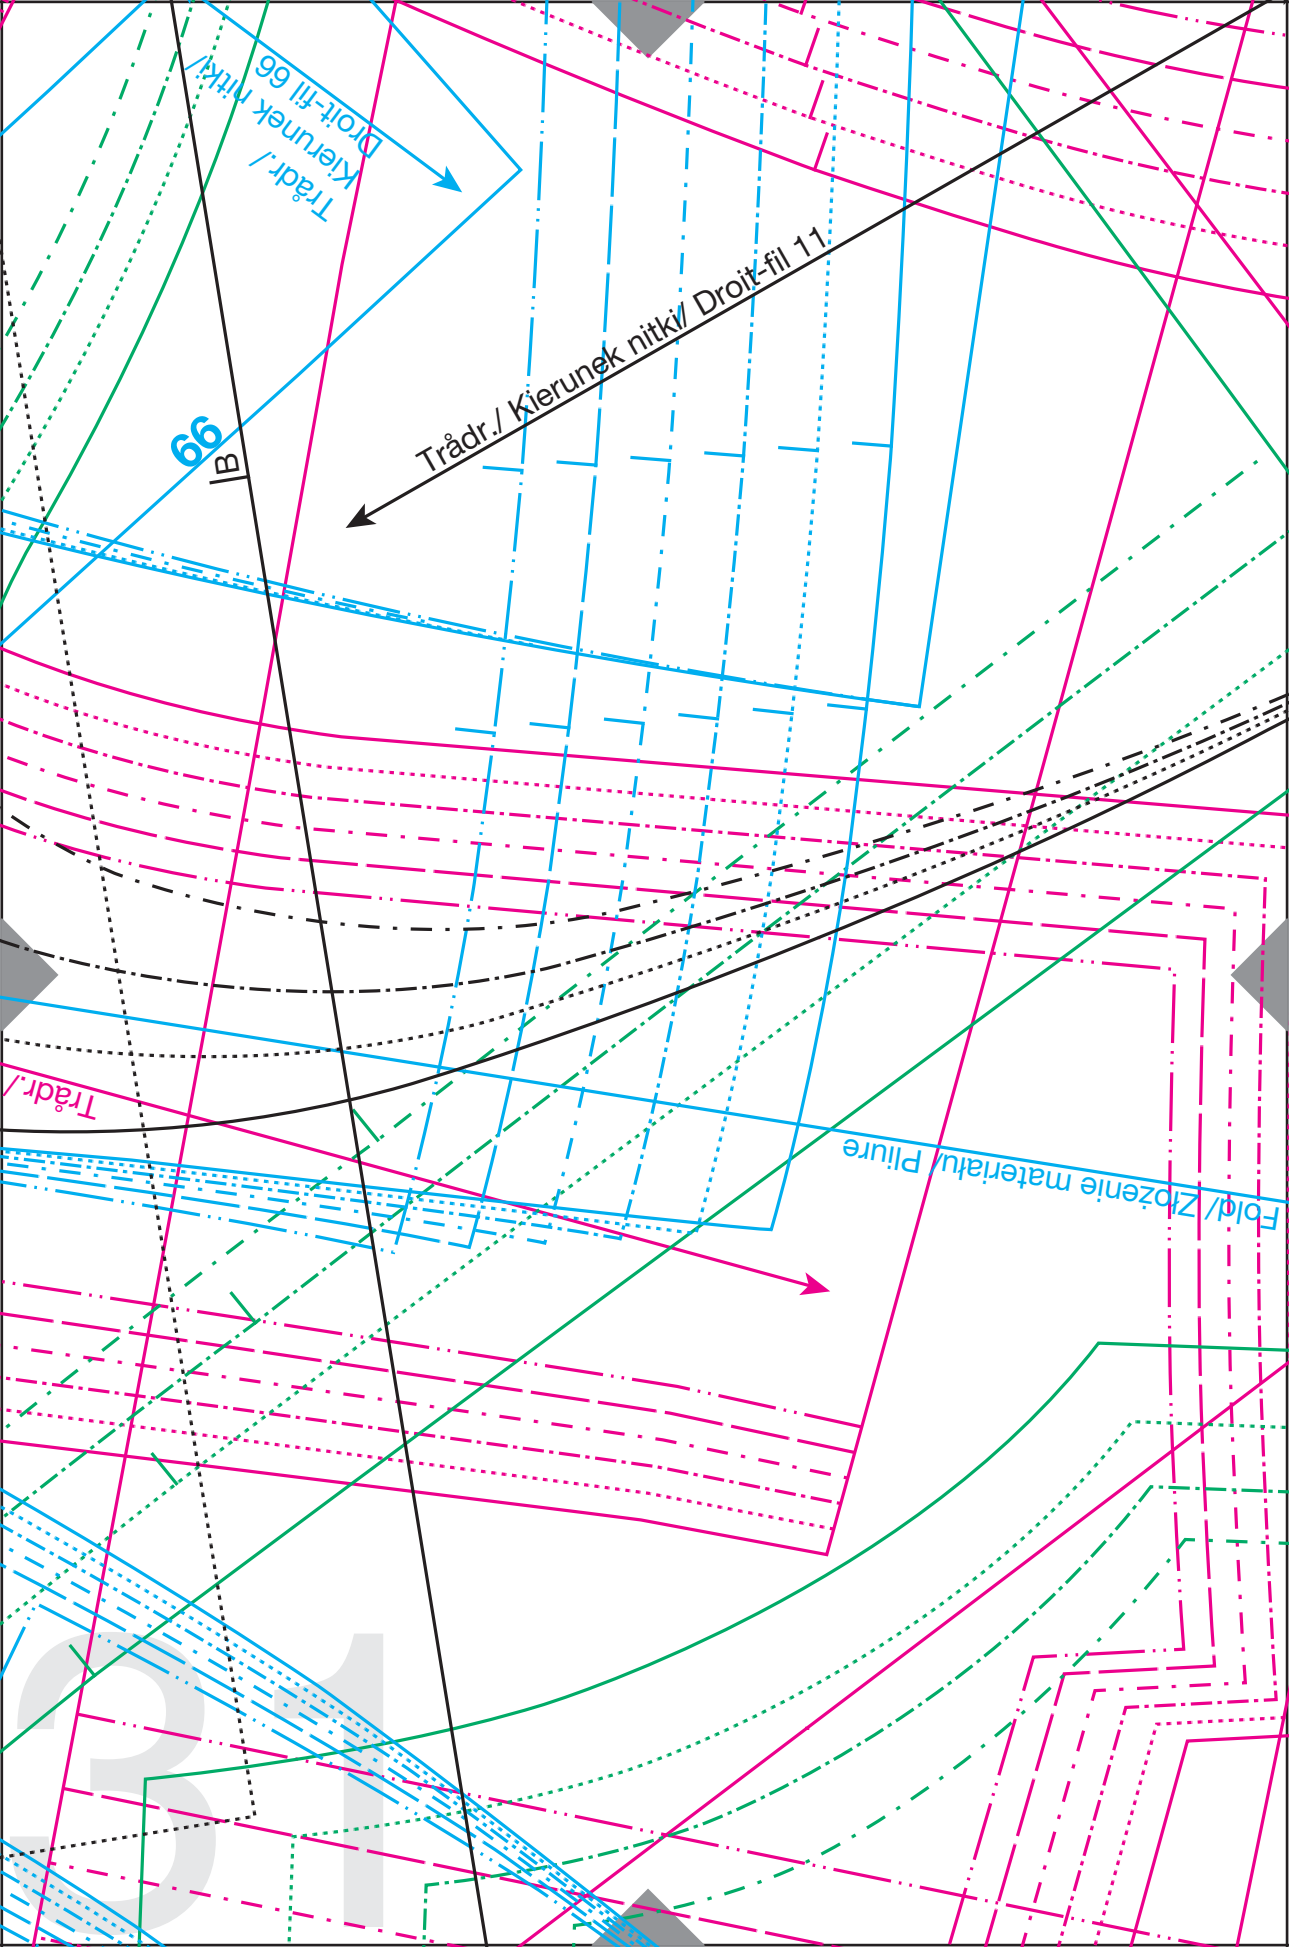 Trådr./
Kierunek nitki/
Droit-fil 66
Trådr./ Kierunek nitki/ Droit-fil 11
66
B
Trådr./
Fold/ Złożenie materiału/ Pliure
31